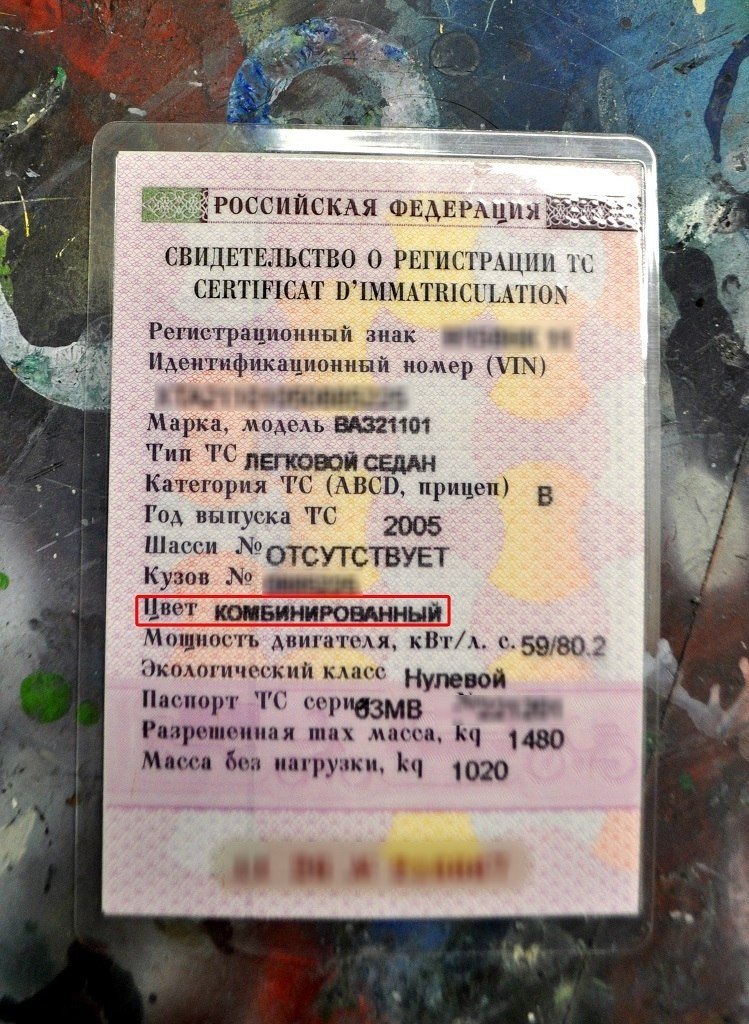 РОССИЙСКАЯ ФЕДЕРАЦИЯ
СВИДЕТЕЛЬСТВО О РЕГИСТРАЦИИ ТС
CERTIFICAT D'IMMATRICULATION
Регистрационный знак
Идентификационный номер (VIN)
Марка, модель ВАЗ21101
Тип ТС ЛЕГКОВОЙ СЕДАН
Категория ТС (ABCD, прицеп) В
Год выпуска ТС 2005
Шасси № ОТСУТСТВУЕТ
Кузов №
Цвет КОМБИНИРОВАННЫЙ
Мощность двигателя, кВт/л. с. 59/80.2
Экологический класс Нулевой
Паспорт ТС серия 63МВ
Разрешенная max масса, kg 1480
Масса без нагрузки, kg 1020